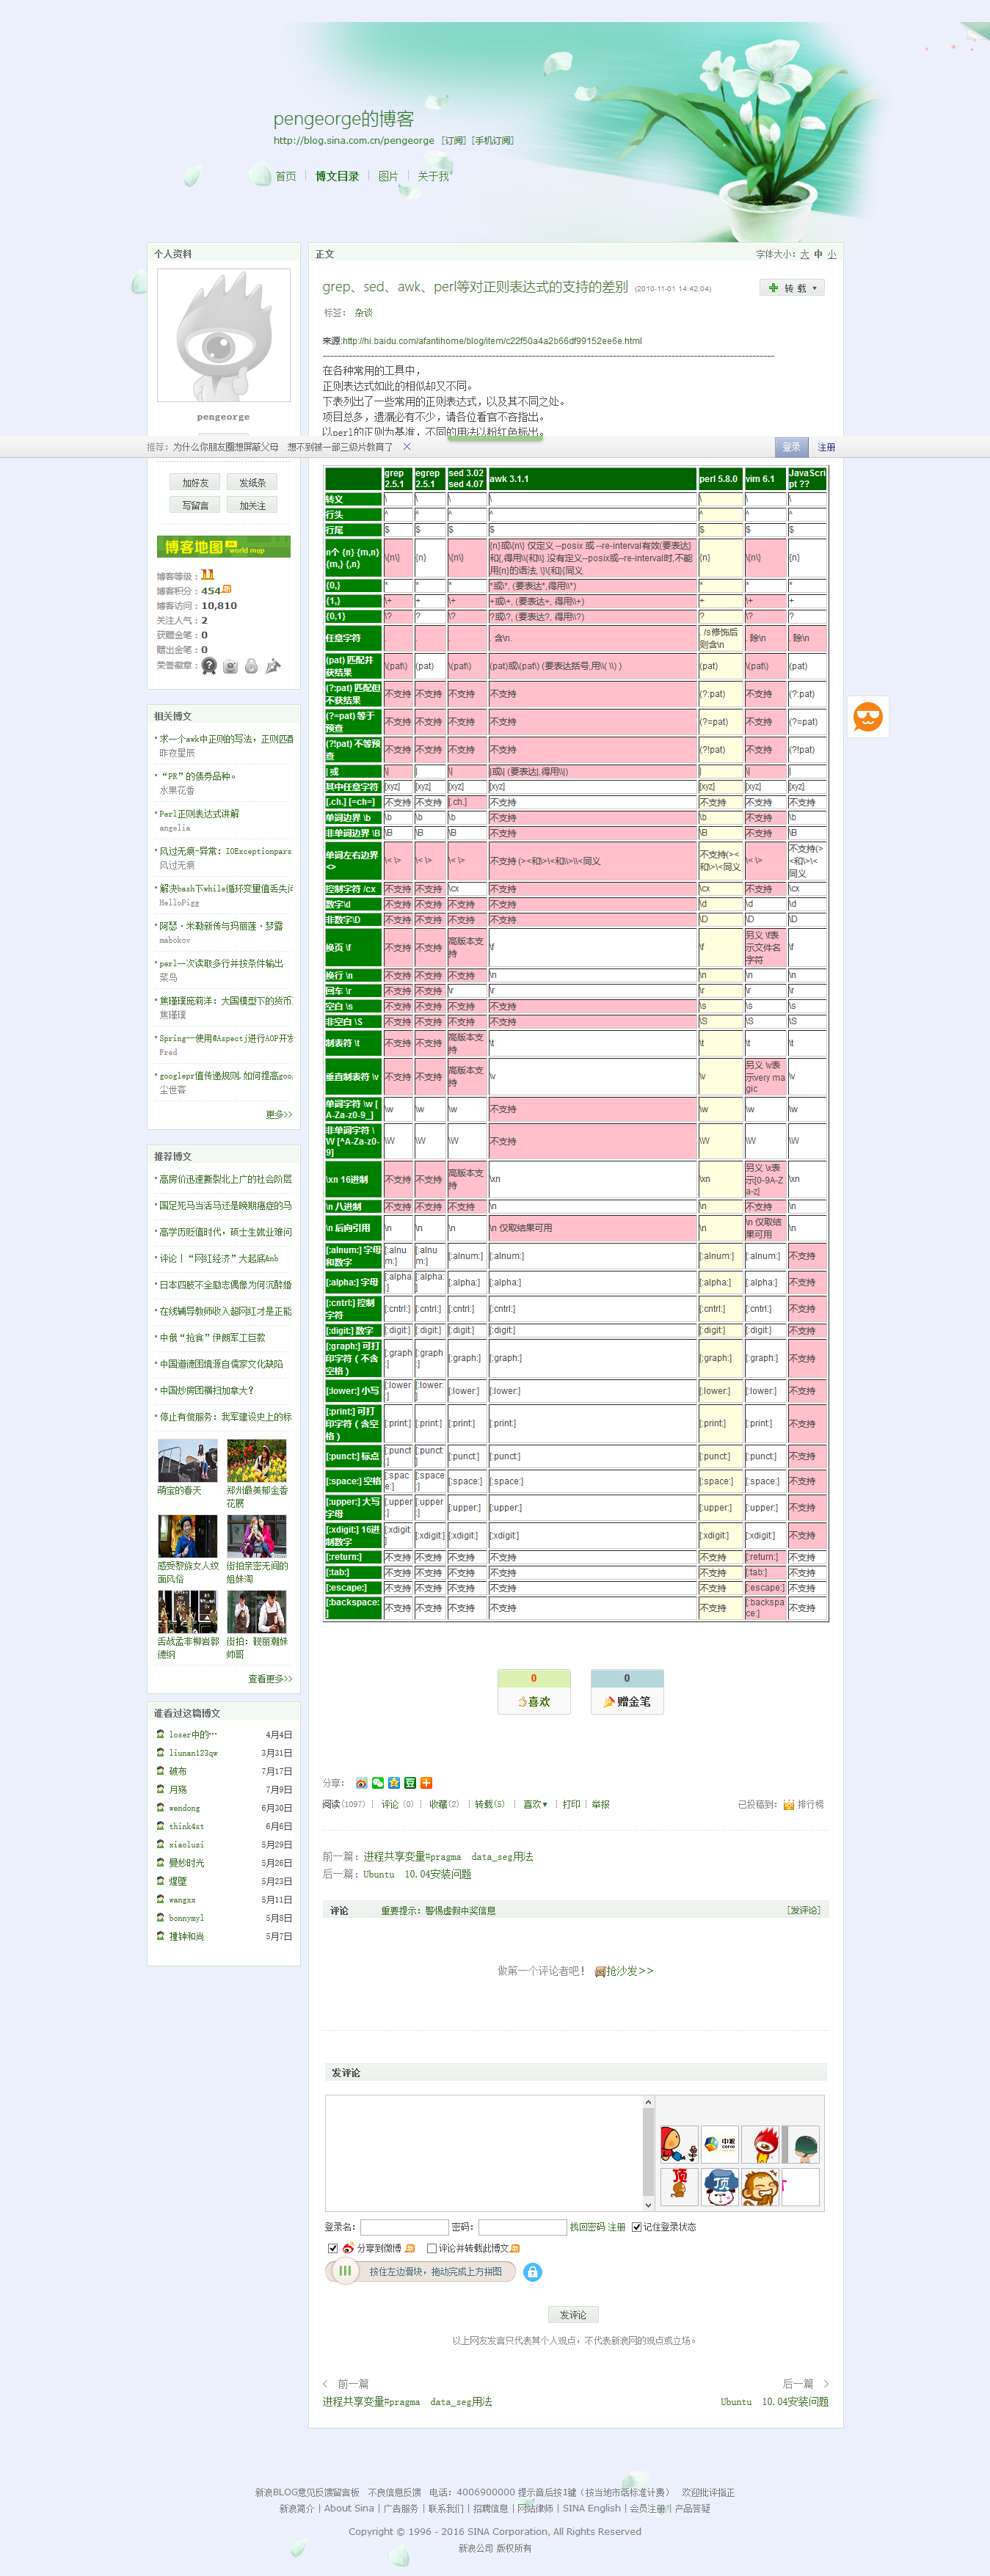 pengeorge的博客
http://blog.sina.com.cn/pengeorge [订阅] [手机订阅]
首页 博文目录 图片 关于我
个人资料
pengeorge
正文 字体大小：大 中 小
grep、sed、awk、perl等对正则表达式的支持的差别 (2010-11-01 14:42:04) 转载
标签： 杂谈
来源:http://hi.baidu.com/afantihome/blog/item/c22f50a4a2b66df99152ee6e.html
在各种常用的工具中，
正则表达式如此的相似却又不同。
下表列出了一些常用的正则表达式，以及其不同之处。
项目总多，遗漏必有不少，请各位看官不吝指出。
以perl的正则为基准，不同的用法以粉红色标出。
推荐：为什么你朋友圈想屏蔽父母 想不到被一部三级片教育了 登录 注册
加好友 发纸条
写留言 加关注
博客地图 world map
博客等级：11
博客积分：454
博客访问：10,810
关注人气：2
获赠金笔：0
赠出金笔：0
荣誉徽章：
grep 2.5.1 egrep 2.5.1 sed 3.02 sed 4.07 awk 3.1.1 perl 5.8.0 vim 6.1 JavaScript ??
转义 \ \ \ \ \ \ \
行头 ^ ^ ^ ^ ^ ^ ^
行尾 $ $ $ $ $ $ $
n个 {n} {m,n} {m,} {,n} \{n\} {n} \{n\} {n}或\{n\} 仅定义 --posix 或 --re-interval有效(要表达{和{,得用\\{和\\} 没有定义--posix或--re-interval时,不能用{n}的语法, \}\{和}{同义 {n} \{n\} {n}
{0,} * * * *或\*, (要表达*,得用\\*) * * *
{1,} \+ + \+ +或\+, (要表达+, 得用\\+) + \+ +
{0,1} \? ? \? ?或\?, (要表达?, 得用\\?) ? \? ?
任意字符 . . . . 含\n. . /s修饰后则含\n . 除\n . 除\n
(pat) 匹配并获结果 \(pat\) (pat) \(pat\) (pat)或\(pat\) (要表达括号,用\\( \\) ) (pat) \(pat\) (pat)
(?:pat) 匹配但不获结果 不支持 不支持 不支持 不支持 (?:pat) 不支持 (?:pat)
(?=pat) 等于预查 不支持 不支持 不支持 不支持 (?=pat) 不支持 (?=pat)
(?!pat) 不等预查 不支持 不支持 不支持 不支持 (?!pat) 不支持 (?!pat)
| 或 \| | \| |或\| (要表达|,得用\\|) | \| |
其中任意字符 [xyz] [xyz] [xyz] [xyz] [xyz] [xyz] [xyz]
[.ch.] [=ch=] 不支持 不支持 [.ch.] 不支持 不支持 不支持 不支持
单词边界 \b \b \b \b 不支持 \b 不支持 \b
非单词边界 \B \B \B \B 不支持 \B 不支持 \B
单词左右边界 <> \< \> \< \> \< \> 不支持 (><和\>\<和\\>\\<同义 不支持(><和\>\<同义 \< \> 不支持(><和\>\<同义
控制字符 /cx 不支持 不支持 \cx 不支持 \cx 不支持 \cx
数字\d 不支持 不支持 不支持 不支持 \d \d \d
非数字\D 不支持 不支持 不支持 不支持 \D \D \D
换页 \f 不支持 不支持 高版本支持 \f \f 另义 \f表示文件名字符 \f
换行 \n 不支持 不支持 不支持 \n \n \n \n
回车 \r 不支持 不支持 \r \r \r \r \r
空白 \s 不支持 不支持 不支持 不支持 \s \s \s
非空白 \S 不支持 不支持 不支持 不支持 \S \S \S
制表符 \t 不支持 不支持 高版本支持 \t \t \t \t
垂直制表符 \v 不支持 不支持 高版本支持 \v \v 另义 \v表示very magic \v
单词字符 \w [A-Za-z0-9_] \w \w \w 不支持 \w \w \w
非单词字符 \W [^A-Za-z0-9] \W \W \W 不支持 \W \W \W
\xn 16进制 不支持 不支持 高版本支持 \xn \xn 另义 \x表示[0-9A-Za-z] \xn
\n 八进制 不支持 不支持 不支持 \n \n 不支持 \n
\n 后向引用 \n \n \n \n 仅取结果可用 \n \n 仅取结果可用 \n
[:alnum:] 字母和数字 [:alnum:] [:alnum:] [:alnum:] [:alnum:] [:alnum:] [:alnum:] 不支持
[:alpha:] 字母 [:alpha:] [:alpha:] [:alpha:] [:alpha:] [:alpha:] [:alpha:] 不支持
[:cntrl:] 控制字符 [:cntrl:] [:cntrl:] [:cntrl:] [:cntrl:] [:cntrl:] [:cntrl:] 不支持
[:digit:] 数字 [:digit:] [:digit:] [:digit:] [:digit:] [:digit:] [:digit:] 不支持
[:graph:] 可打印字符（不含空格） [:graph:] [:graph:] [:graph:] [:graph:] [:graph:] [:graph:] 不支持
[:lower:] 小写 [:lower:] [:lower:] [:lower:] [:lower:] [:lower:] [:lower:] 不支持
[:print:] 可打印字符（含空格） [:print:] [:print:] [:print:] [:print:] [:print:] [:print:] 不支持
[:punct:] 标点 [:punct:] [:punct:] [:punct:] [:punct:] [:punct:] [:punct:] 不支持
[:space:] 空格 [:space:] [:space:] [:space:] [:space:] [:space:] [:space:] 不支持
[:upper:] 大写字母 [:upper:] [:upper:] [:upper:] [:upper:] [:upper:] [:upper:] 不支持
[:xdigit:] 16进制数字 [:xdigit:] [:xdigit:] [:xdigit:] [:xdigit:] [:xdigit:] [:xdigit:] 不支持
[:return:] 不支持 不支持 不支持 不支持 不支持 [:return:] 不支持
[:tab:] 不支持 不支持 不支持 不支持 不支持 [:tab:] 不支持
[:escape:] 不支持 不支持 不支持 不支持 不支持 [:escape:] 不支持
[:backspace:] 不支持 不支持 不支持 不支持 不支持 [:backspace:] 不支持
相关博文
求一个awk中正则的写法，正则匹配
昨夜星辰
“PR”的债券品种。
水果花香
Perl正则表达式讲解
angelia
风过无痕-异常：IOExceptionpars
风过无痕
解决bash下while循环变量值丢失问
HelloPigg
阿瑟·米勒新传与玛丽莲·梦露
mabokov
perl一次读取多行并按条件输出
菜鸟
焦瑾璞庞莉洋：大国模型下的货币
焦瑾璞
Spring--使用@Aspectj进行AOP开发
Fred
googlepr值传递规则,如何提高goog
尘世客
更多>>
推荐博文
高房价迅速撕裂北上广的社会阶层
国足死马当活马还是晚期癌症的马
高学历贬值时代，硕士生就业难问
评论丨“网红经济”大起底&nb
日本四肢不全励志偶像为何沉醉婚
在线辅导教师收入超网红才是正能
中俄“抢食”伊朗军工巨款
中国道德困境源自儒家文化缺陷
中国炒房团横扫加拿大？
停止有偿服务：我军建设史上的标
萌宝的春天 郑州最美郁金香花展
感受黎族女人纹面风俗 街拍亲密无间的姐妹淘
舌战孟非柳岩郭德纲 街拍：靓丽潮妹帅哥
查看更多>>
谁看过这篇博文
loser中的… 4月4日
liunan123qw 3月31日
破布 7月17日
月殇 7月9日
wendong 6月30日
think4st 6月6日
xiaoluzi 5月29日
曼妙时光 5月26日
煋墜 5月23日
wangxx 5月11日
bonnymyl 5月8日
撞钟和尚 5月7日
0 喜欢 0 赠金笔
分享：
阅读(1097) 评论 (0) 收藏(2) 转载(5) 喜欢▼ 打印 举报 已投稿到： 排行榜
前一篇：进程共享变量#pragma data_seg用法
后一篇：Ubuntu 10.04安装问题
评论 重要提示：警惕虚假中奖信息 [发评论]
做第一个评论者吧！ 抢沙发>>
发评论
登录名： 密码： 找回密码 注册 记住登录状态
分享到微博 评论并转载此博文
按住左边滑块，拖动完成上方拼图
发评论
以上网友发言只代表其个人观点，不代表新浪网的观点或立场。
< 前一篇 后一篇 >
进程共享变量#pragma data_seg用法 Ubuntu 10.04安装问题
新浪BLOG意见反馈留言板 不良信息反馈 电话：4006900000 提示音后按1键（按当地市话标准计费） 欢迎批评指正
新浪简介 | About Sina | 广告服务 | 联系我们 | 招聘信息 | 网站律师 | SINA English | 会员注册 | 产品答疑
Copyright © 1996 - 2016 SINA Corporation, All Rights Reserved
新浪公司 版权所有